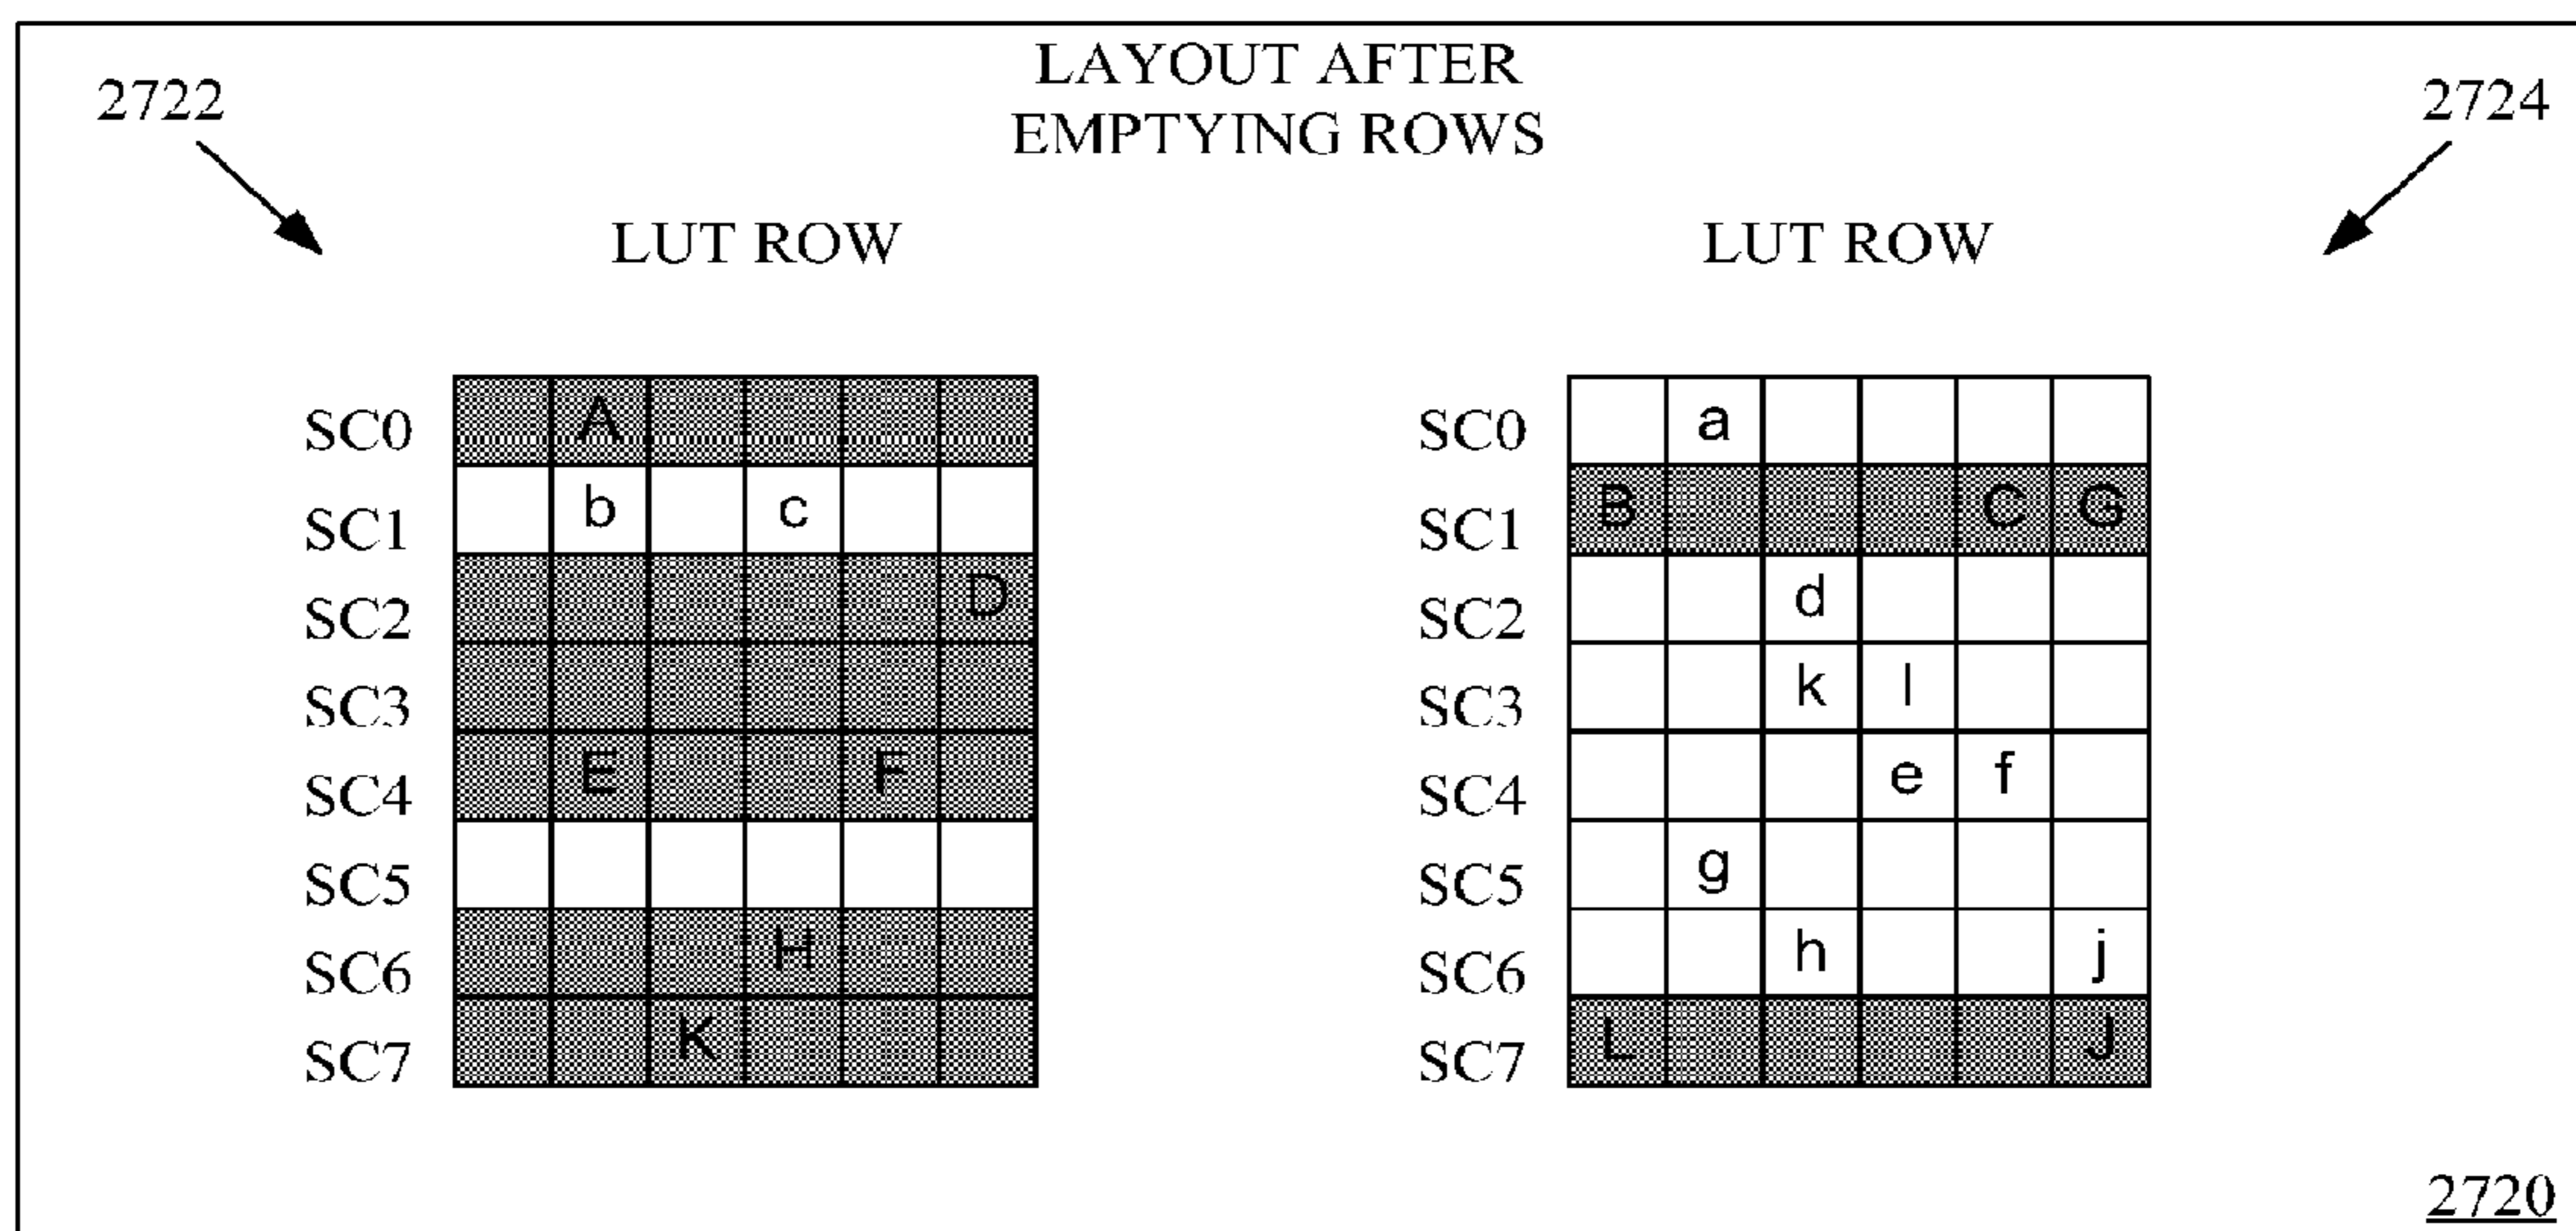 LAYOUT AFTER
EMPTYING ROWS
2722
2724
LUT ROW
SC0 A
SC1 b c
SC2 D
SC3
SC4 E F
SC5
SC6 H
SC7 K
LUT ROW
SC0 a
SC1 B C G
SC2 d
SC3 k l
SC4 e f
SC5 g
SC6 h j
SC7 L J
2720